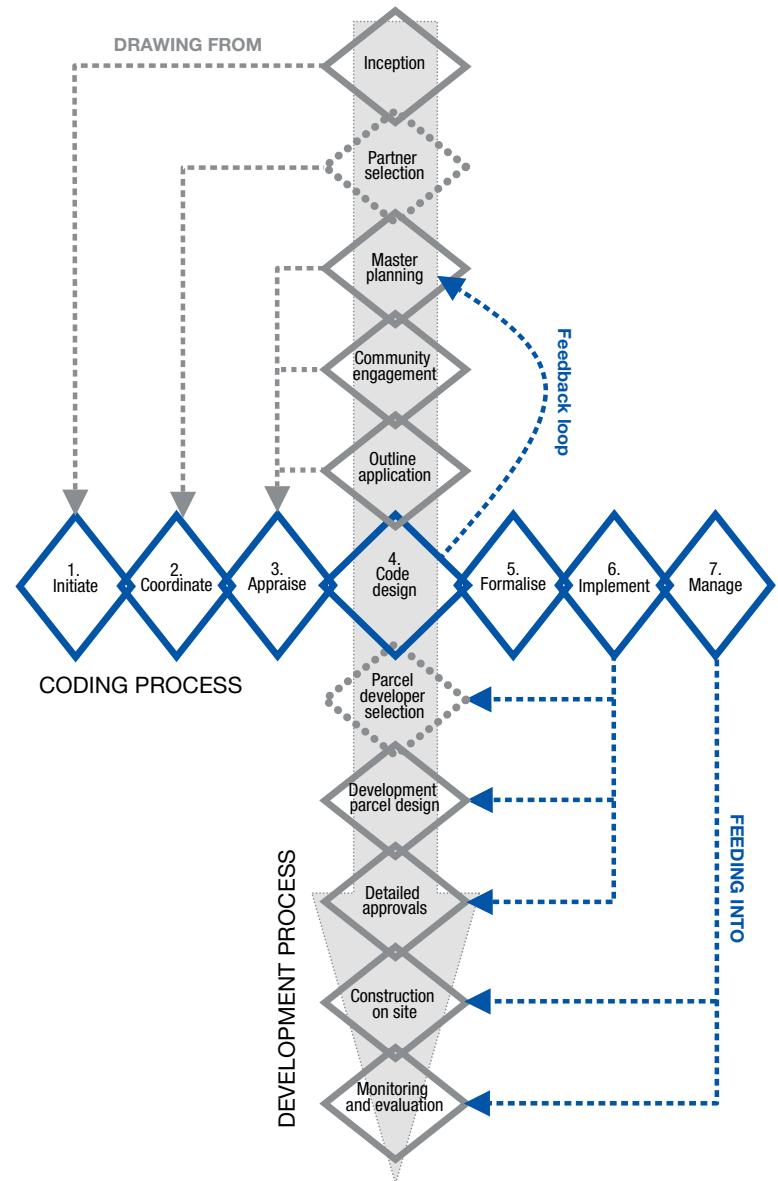 DRAWING FROM
Inception
Partner
selection
Master
planning
Feedback loop
Community
engagement
Outline
application
1.
Initiate
2.
Coordinate
3.
Appraise
4.
Code
design
5.
Formalise
6.
Implement
7.
Manage
CODING PROCESS
Parcel
developer
selection
Development
parcel design
FEEDING INTO
DEVELOPMENT PROCESS
Detailed
approvals
Construction
on site
Monitoring
and evaluation